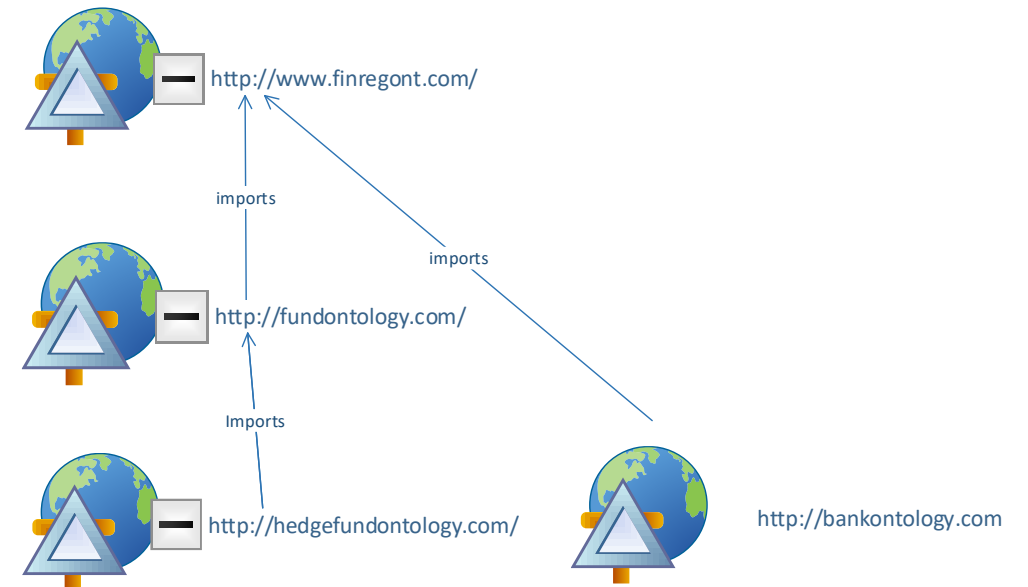 http://www.finregont.com/
imports
imports
http://fundontology.com/
Imports
http://hedgefundontology.com/
http://bankontology.com